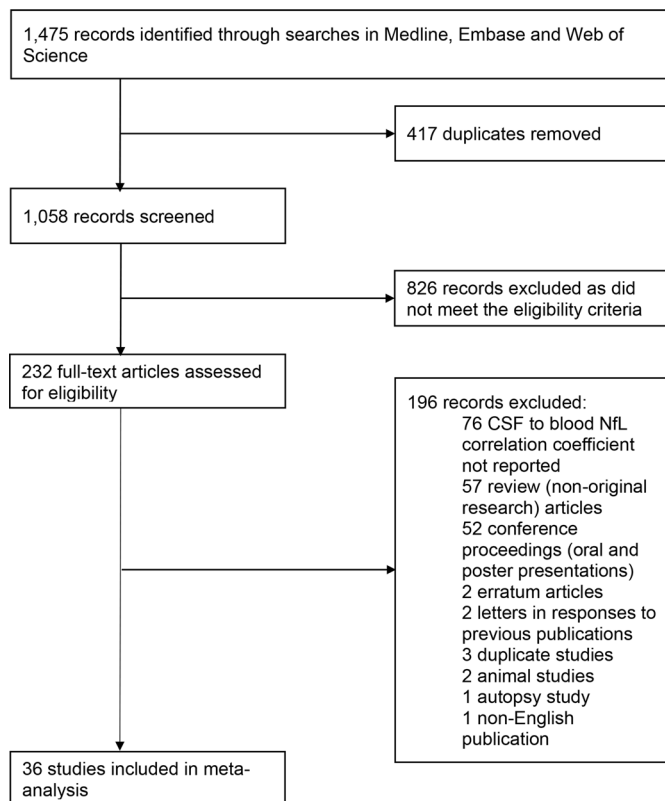 1,475 records identified through searches in Medline, Embase and Web of
Science
417 duplicates removed
1,058 records screened
826 records excluded as did
not meet the eligibility criteria
232 full-text articles assessed
for eligibility
196 records excluded:
76 CSF to blood NfL
correlation coefficient
not reported
57 review (non-original
research) articles
52 conference
proceedings (oral and
poster presentations)
2 erratum articles
2 letters in responses to
previous publications
3 duplicate studies
2 animal studies
1 autopsy study
1 non-English
publication
36 studies included in meta-
analysis